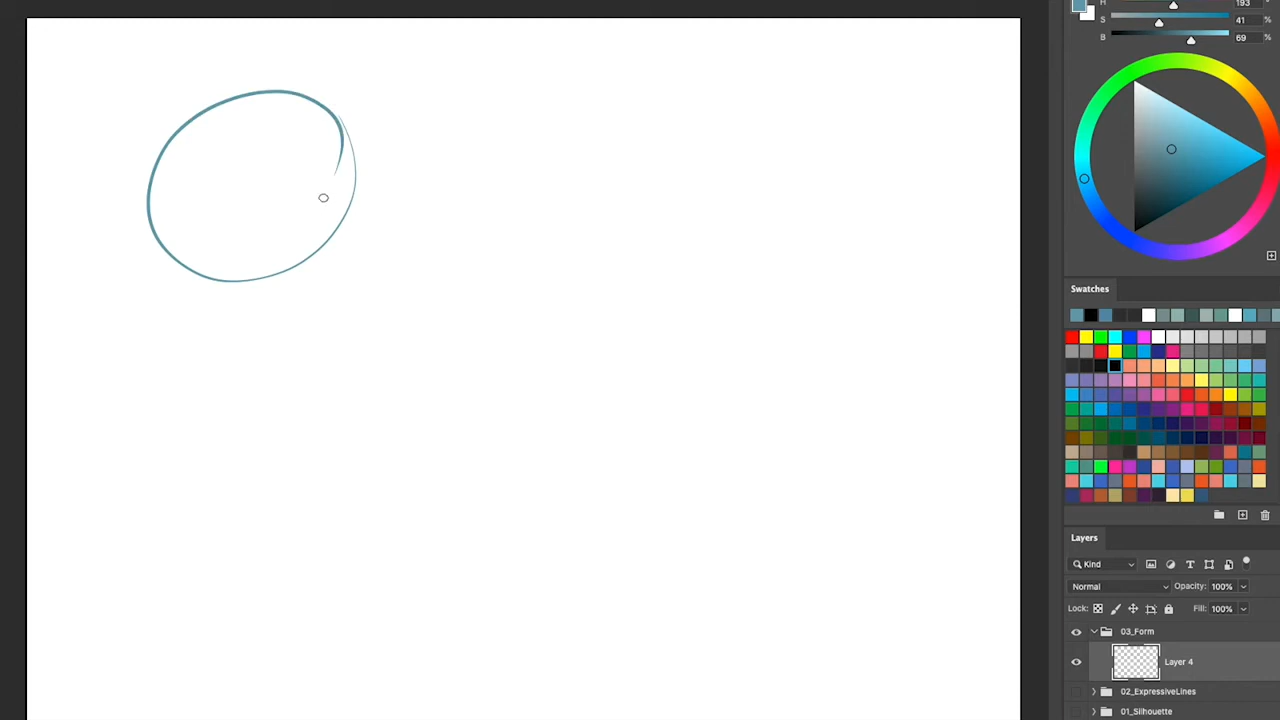 H 193 °
S 41 %
B 69 %
Swatches
Layers
Kind
Normal Opacity: 100%
Lock: Fill: 100%
03_Form
Layer 4
02_ExpressiveLines
01_Silhouette